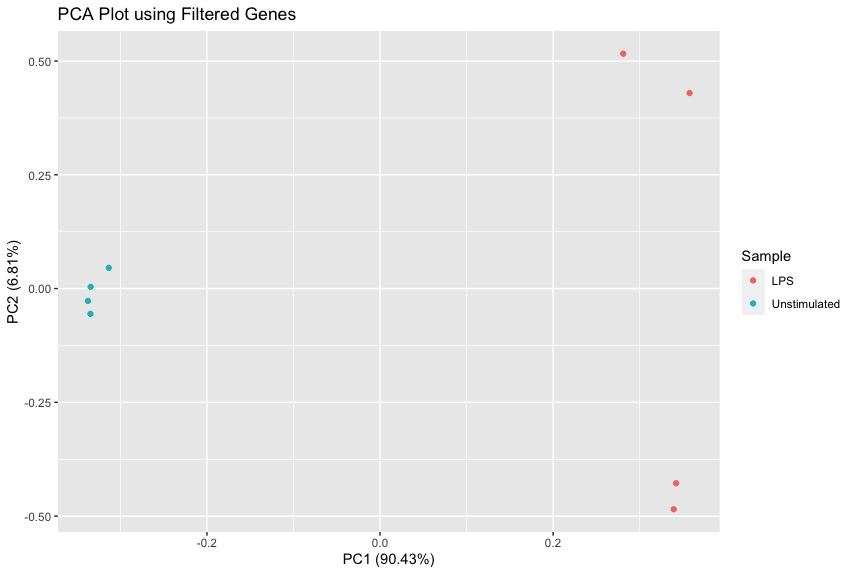 PCA Plot using Filtered Genes
0.50
0.25
0.00
-0.25
-0.50
PC2 (6.81%)
-0.2
0.0
0.2
PC1 (90.43%)
Sample
LPS
Unstimulated